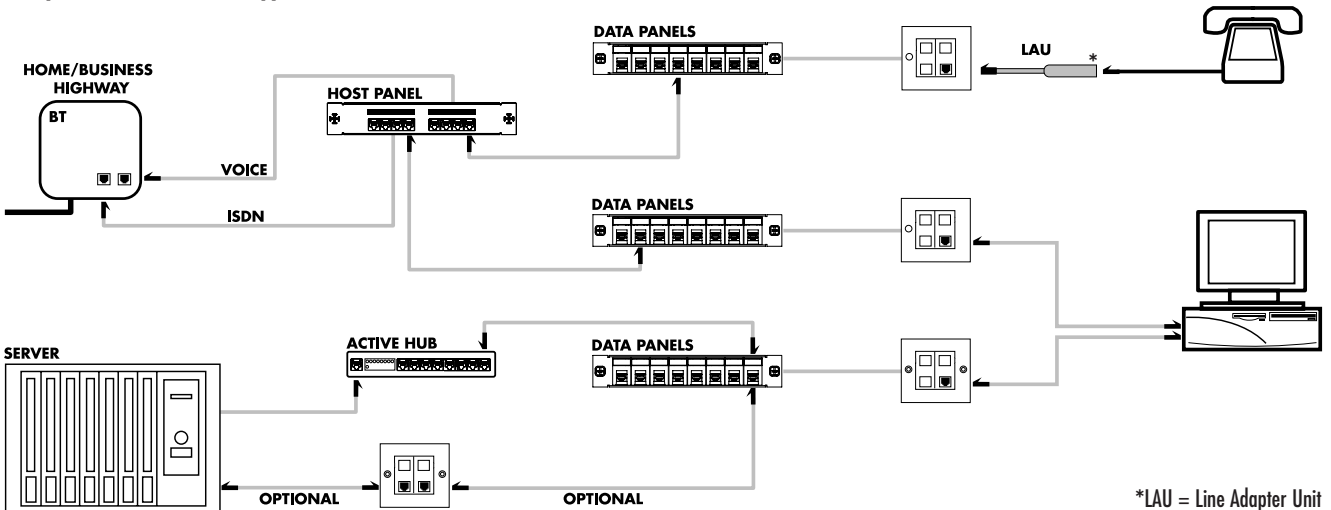 DATA PANELS
LAU
*
HOME/BUSINESS
HIGHWAY
HOST PANEL
BT
VOICE
ISDN
DATA PANELS
ACTIVE HUB
DATA PANELS
SERVER
OPTIONAL
OPTIONAL
*LAU = Line Adapter Unit